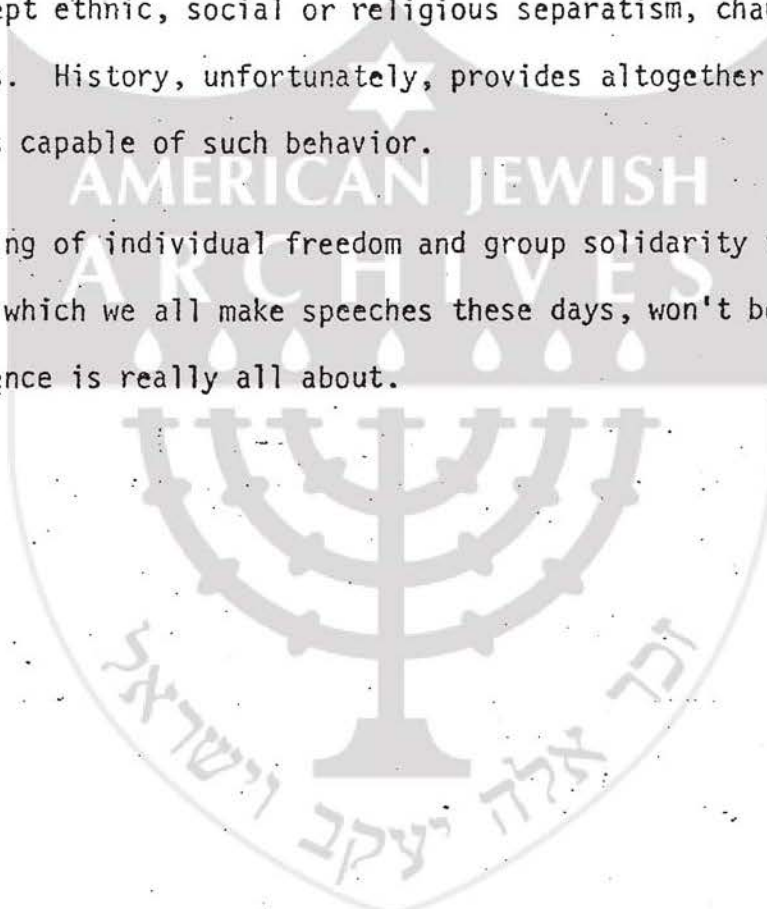 ept ethnic, social or religious separatism, cha
. History, unfortunately, provides altogether
capable of such behavior.
AMERICAN JEWISH
ng of individual freedom and group solidarity
ARCHIVES
which we all make speeches these days, won't b
ence is really all about.
זכר אלה יעקב וישראל